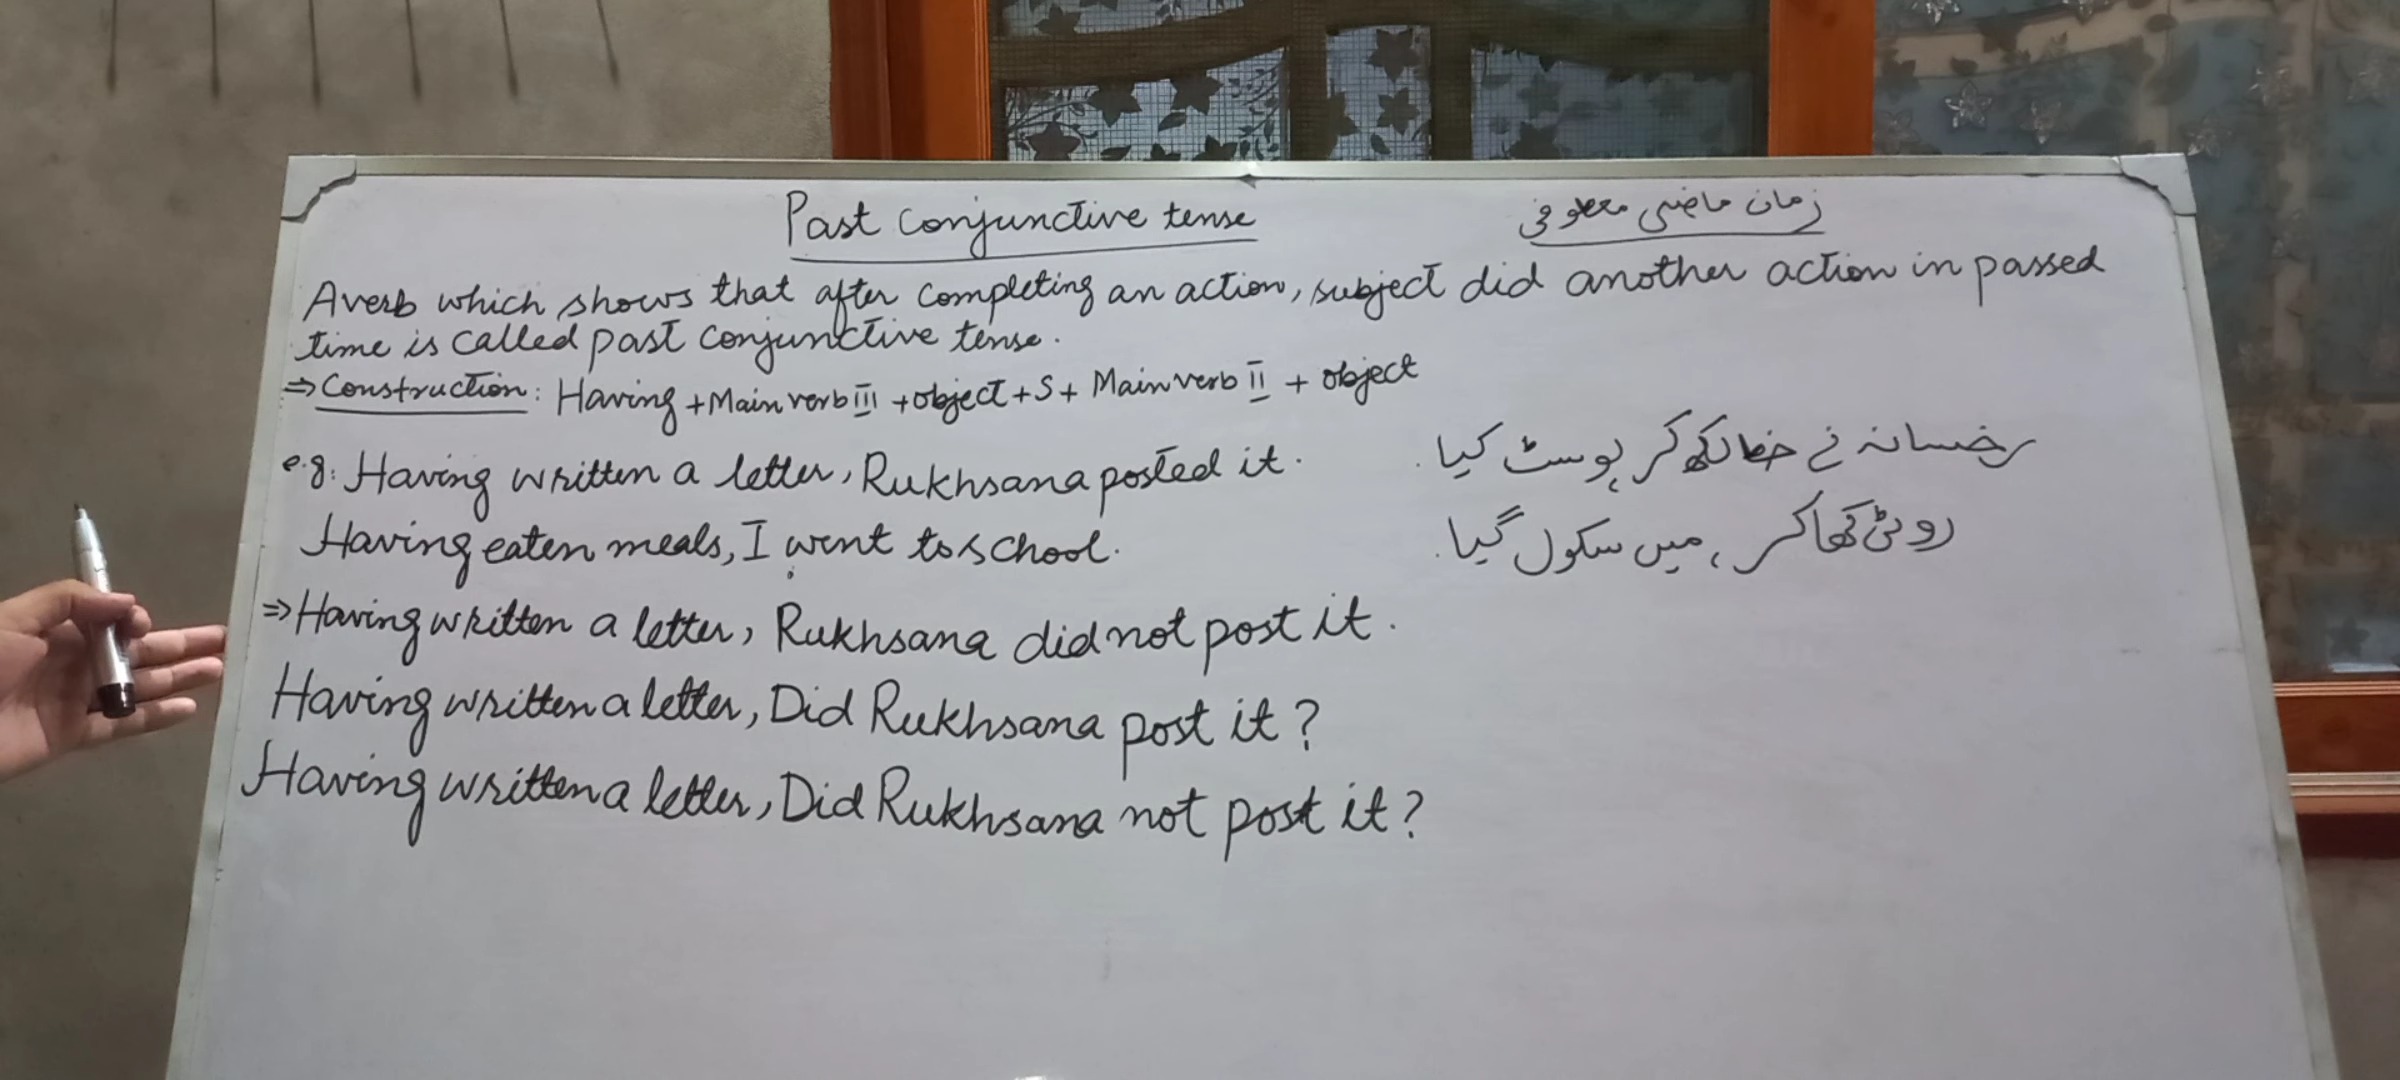 Past Conjunctive tense
زمان ماضی معطوفی
A verb which shows that after completing an action, subject did another action in passed
time is called past conjunctive tense.
⇒ Construction: Having + Main verb III + object + S + Main verb II + object
e.g: Having written a letter, Rukhsana posted it.
رخسانہ نے خط لکھ کر پوسٹ کیا.
Having eaten meals, I went to school.
روٹی کھا کر، میں سکول گیا.
⇒ Having written a letter, Rukhsana did not post it.
Having written a letter, Did Rukhsana post it?
Having written a letter, Did Rukhsana not post it?